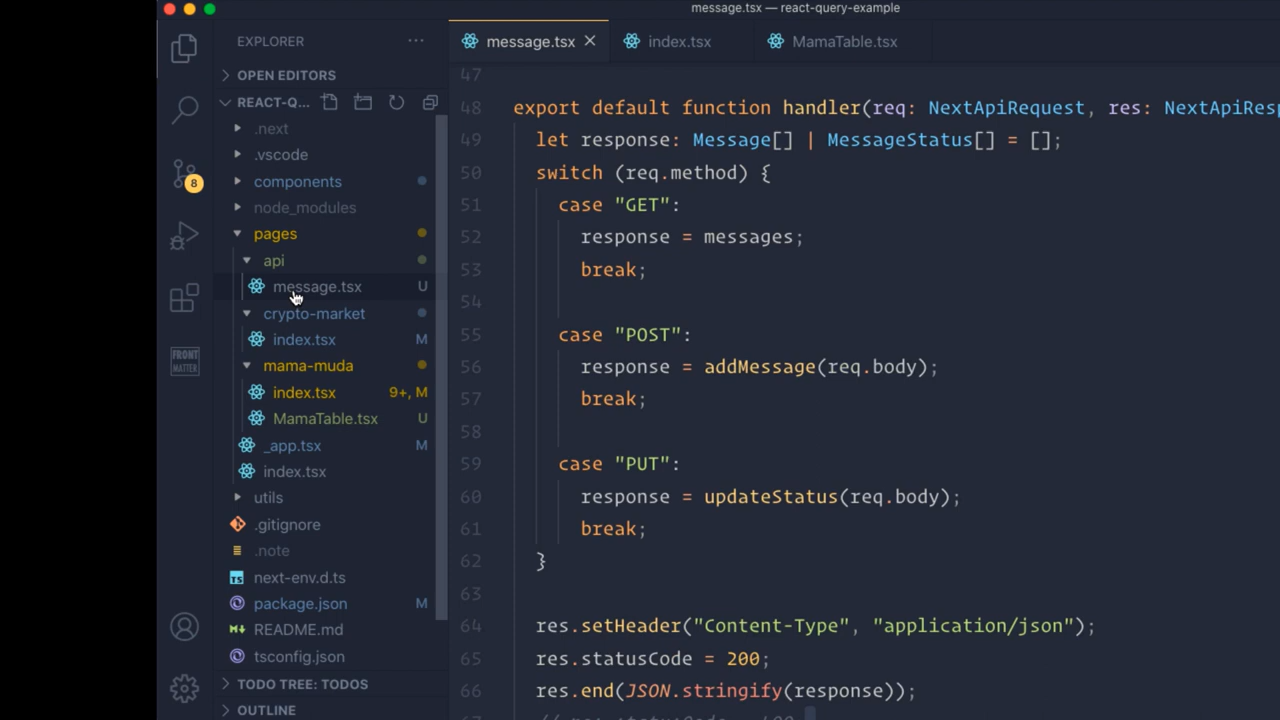 message.tsx — react-query-example
EXPLORER
message.tsx
index.tsx
MamaTable.tsx
OPEN EDITORS
REACT-Q...
.next
.vscode
components
node_modules
pages
api
message.tsx U
crypto-market
index.tsx M
mama-muda
index.tsx 9+, M
MamaTable.tsx U
_app.tsx M
index.tsx
utils
.gitignore
.note
TS next-env.d.ts
package.json M
README.md
tsconfig.json
TODO TREE: TODOS
OUTLINE
8
FRONT
MATTER
47
48 export default function handler(req: NextApiRequest, res: NextApiResp
49 let response: Message[] | MessageStatus[] = [];
50 switch (req.method) {
51 case "GET":
52 response = messages;
53 break;
54
55 case "POST":
56 response = addMessage(req.body);
57 break;
58
59 case "PUT":
60 response = updateStatus(req.body);
61 break;
62 }
63
64 res.setHeader("Content-Type", "application/json");
65 res.statusCode = 200;
66 res.end(JSON.stringify(response));